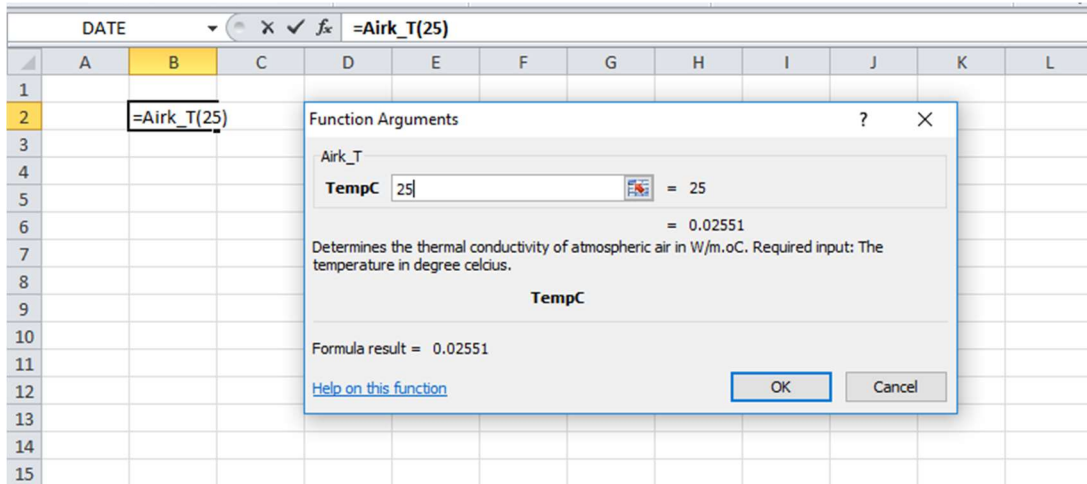 DATE fx =Airk_T(25)
A B C D E F G H I J K L
1
2 =Airk_T(25)
Function Arguments ? X
3
Airk_T
4
TempC 25 = 25
5
6 = 0.02551
7 Determines the thermal conductivity of atmospheric air in W/m.oC. Required input: The
temperature in degree celcius.
8
TempC
9
10
Formula result = 0.02551
11
12 Help on this function OK Cancel
13
14
15